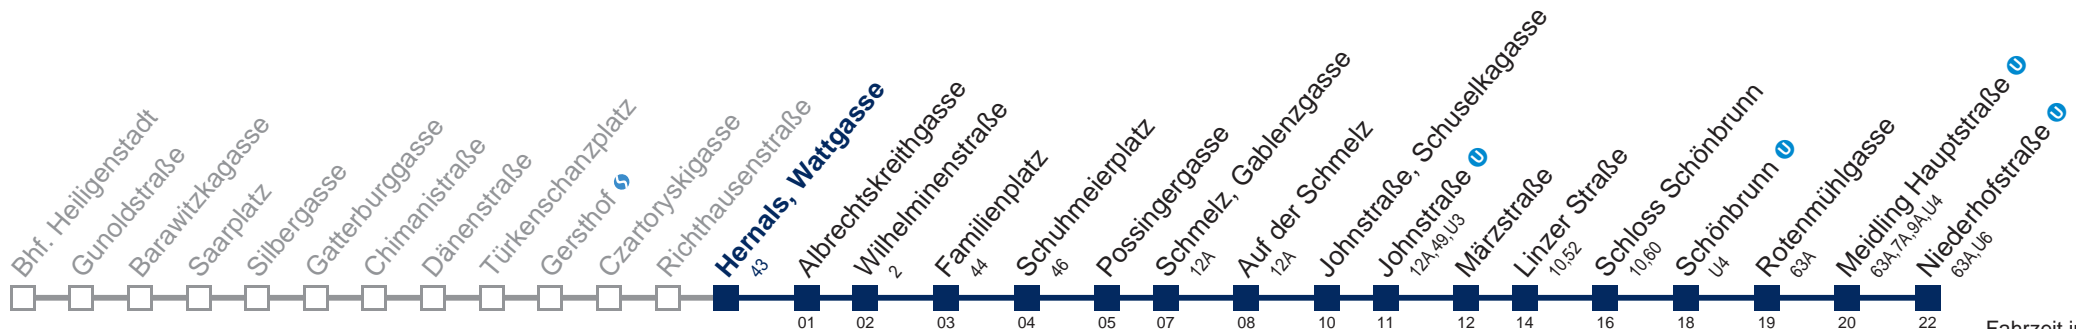 Bhf. Heiligenstadt
Gunoldstraße
Barawitzkagasse
Saarplatz
Silbergasse
Gatterburggasse
Chimanistraße
Dänenstraße
Türkenschanzplatz
Gersthof
Czartoryskigasse
Richthausenstraße
Hernals, Wattgasse
43
Albrechtskreithgasse
Wilhelminenstraße
2
Familienplatz
44
Schuhmeierplatz
46
Possingergasse
Schmelz, Gablenzgasse
12A
Auf der Schmelz
12A
Johnstraße, Schuselkagasse
Johnstraße U
12A,49,U3
Märzstraße
Linzer Straße
10,52
Schloss Schönbrunn
10,60
Schönbrunn U
U4
Rotenmühlgasse
63A
Meidling Hauptstraße U
63A,7A,9A,U4
Niederhofstraße U
63A,U6
01 02 03 04 05 07 08 10 11 12 14 16 18 19 20 22
Fahrzeit